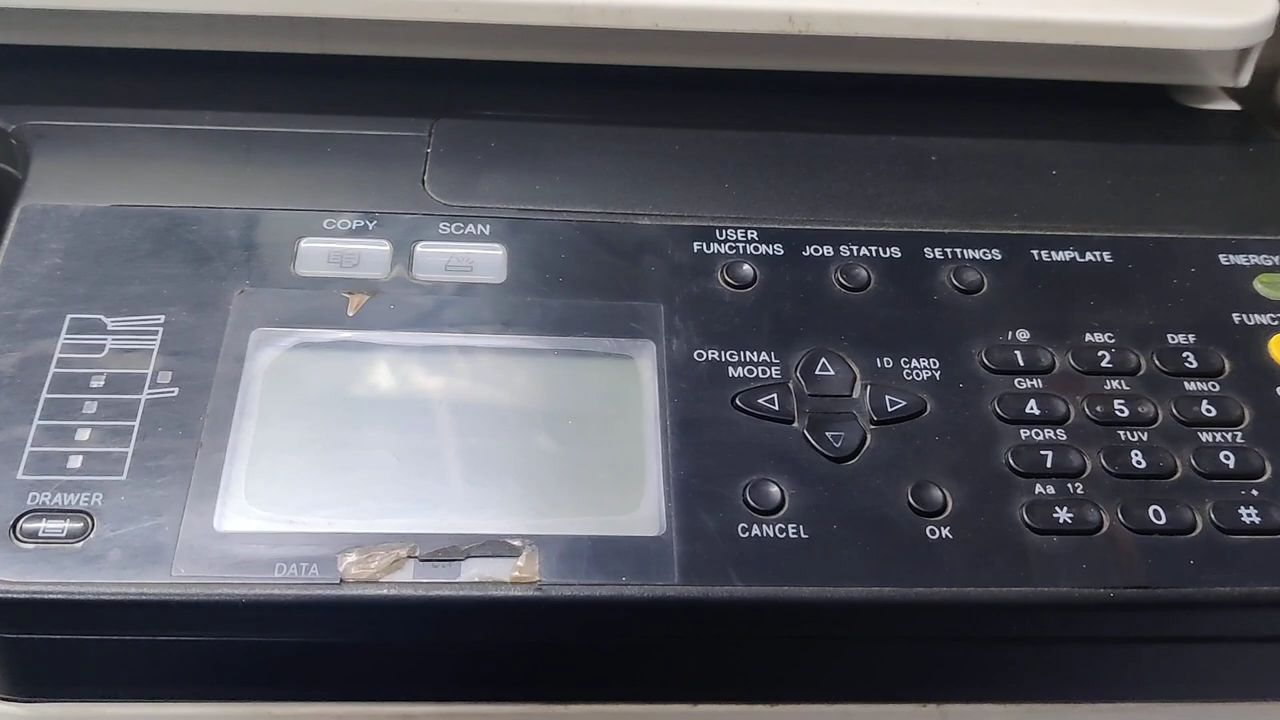 COPY
SCAN
USER
FUNCTIONS
JOB STATUS
SETTINGS
TEMPLATE
ENERGY
FUNC
ORIGINAL
MODE
ID CARD
COPY
/@
ABC
DEF
1
2
3
GHI
JKL
MNO
4
5
6
PQRS
TUV
WXYZ
7
8
9
Aa 12
-+
*
0
#
DRAWER
CANCEL
OK
DATA